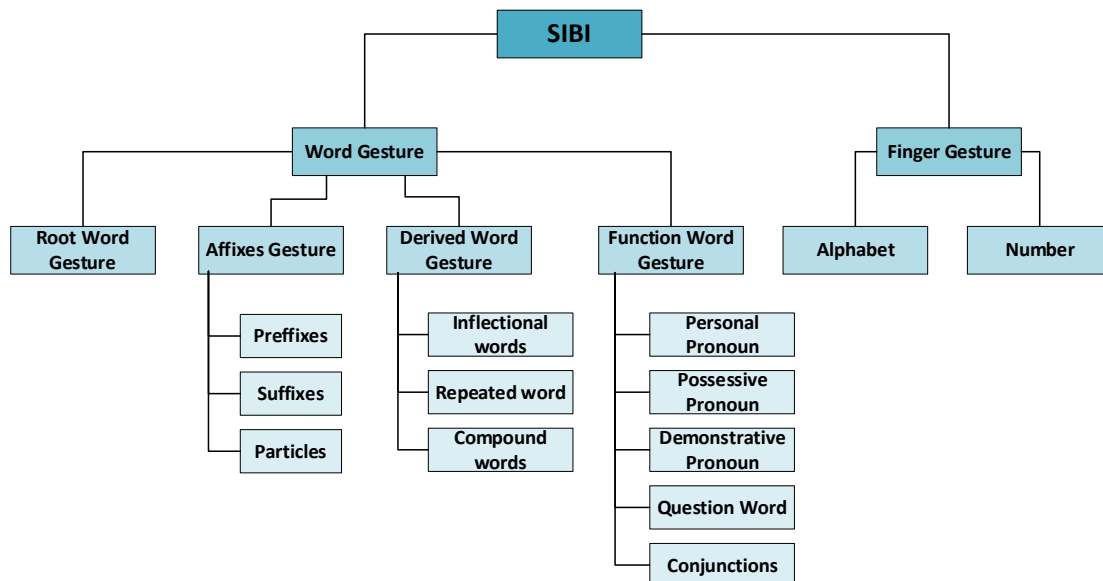 SIBI
Word Gesture
Finger Gesture
Root Word
Gesture
Affixes Gesture
Derived Word
Gesture
Function Word
Gesture
Alphabet
Number
Preffixes
Suffixes
Particles
Inflectional
words
Repeated word
Compound
words
Personal
Pronoun
Possessive
Pronoun
Demonstrative
Pronoun
Question Word
Conjunctions